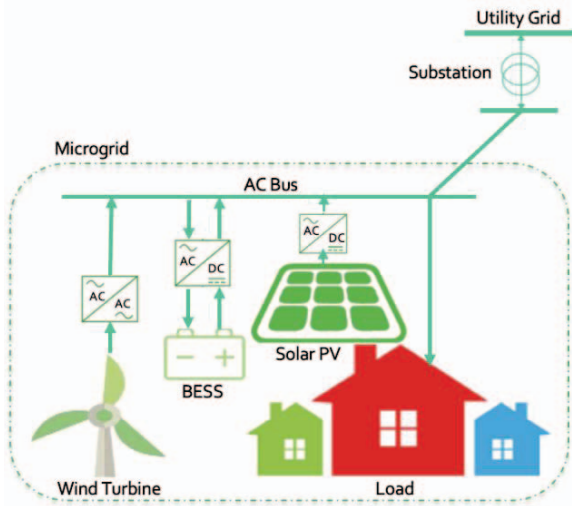 Utility Grid
Substation
Microgrid
AC Bus
AC
DC
AC
DC
AC
AC
Solar PV
BESS
Wind Turbine
Load